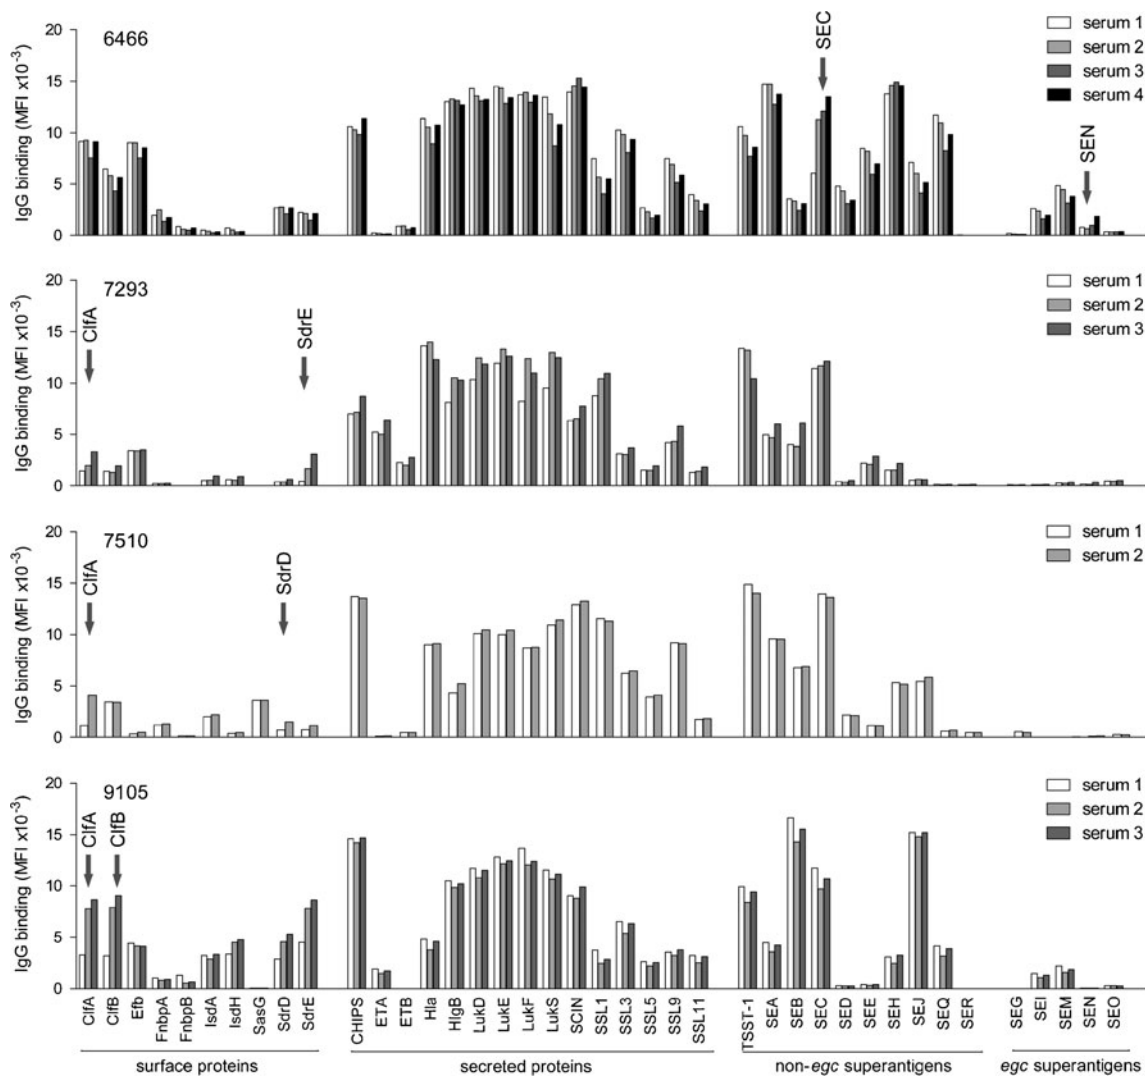 6466
SEC
SEN
serum 1
serum 2
serum 3
serum 4
IgG binding (MFI x10⁻³)
20
15
10
5
0
7293
ClfA
SdrE
serum 1
serum 2
serum 3
IgG binding (MFI x10⁻³)
20
15
10
5
0
7510
ClfA
SdrD
serum 1
serum 2
IgG binding (MFI x10⁻³)
20
15
10
5
0
9105
ClfA
ClfB
serum 1
serum 2
serum 3
IgG binding (MFI x10⁻³)
20
15
10
5
0
ClfA
ClfB
Efb
FnbpA
FnbpB
IsdA
IsdH
SasG
SdrD
SdrE
CHIPS
ETA
ETB
Hla
HlgB
LukD
LukE
LukF
LukS
SCIN
SSL1
SSL3
SSL5
SSL9
SSL11
TSST-1
SEA
SEB
SEC
SED
SEE
SEH
SEJ
SEQ
SER
SEG
SEI
SEM
SEN
SEO
surface proteins
secreted proteins
non-egc superantigens
egc superantigens